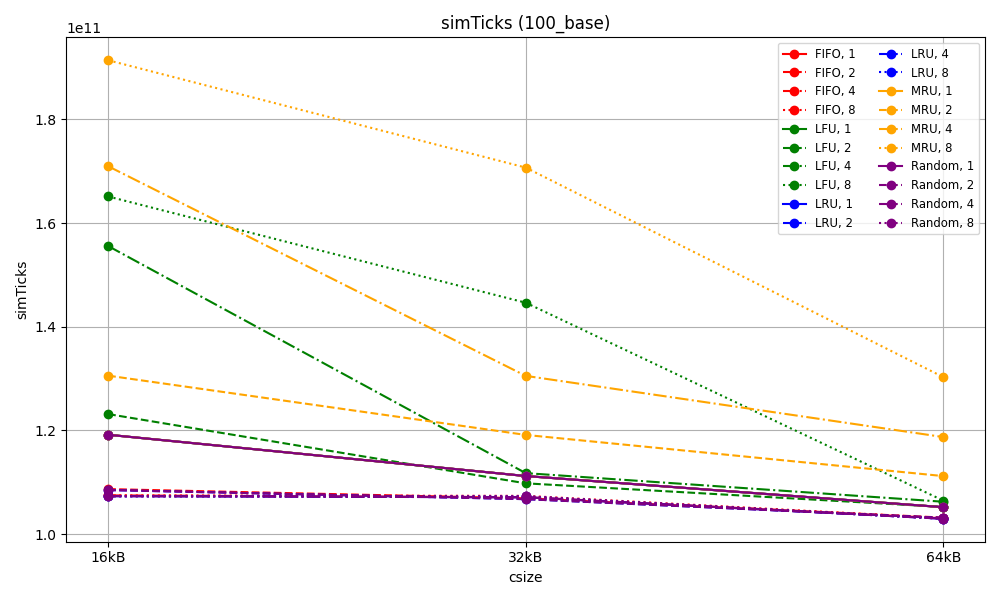 simTicks (100_base)
1e11
simTicks
1.8
1.6
1.4
1.2
1.0
16kB
32kB
64kB
csize
FIFO, 1
FIFO, 2
FIFO, 4
FIFO, 8
LFU, 1
LFU, 2
LFU, 4
LFU, 8
LRU, 1
LRU, 2
LRU, 4
LRU, 8
MRU, 1
MRU, 2
MRU, 4
MRU, 8
Random, 1
Random, 2
Random, 4
Random, 8